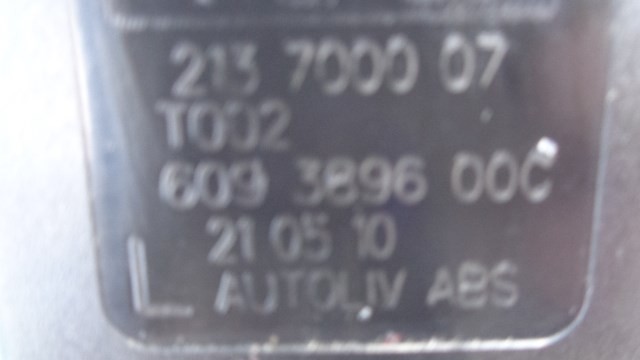 213 7000 07
T002
609 3896 00C
21 05 10
AUTOLIV ABS